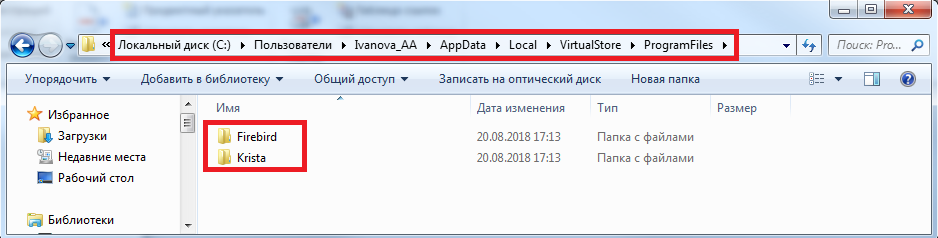 « Локальный диск (C:) ▸ Пользователи ▸ Ivanova_AA ▸ AppData ▸ Local ▸ VirtualStore ▸ ProgramFiles ▸ Поиск: Pro...
Упорядочить ▾ Добавить в библиотеку ▾ Общий доступ ▾ Записать на оптический диск Новая папка
Избранное
Загрузки
Недавние места
Рабочий стол
Библиотеки
Имя Дата изменения Тип Размер
Firebird 20.08.2018 17:13 Папка с файлами
Krista 20.08.2018 17:13 Папка с файлами